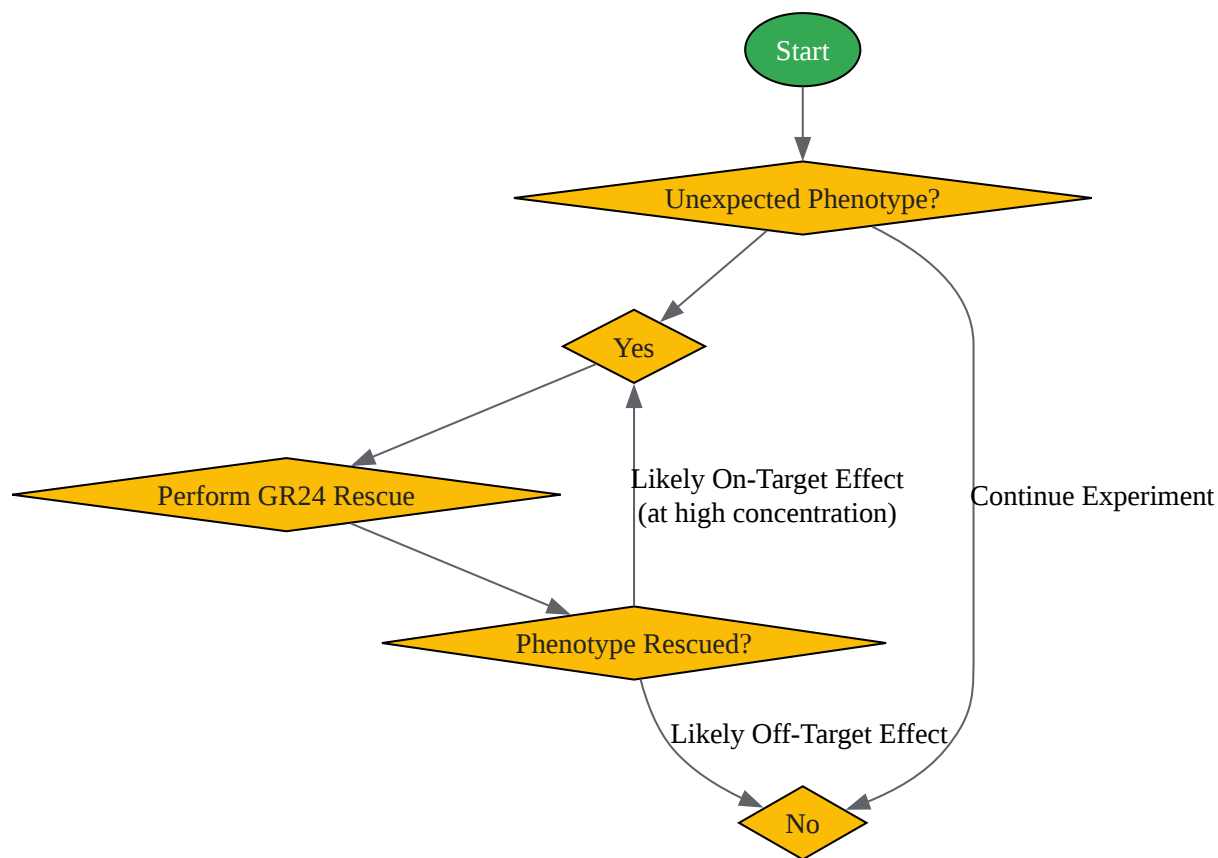 Start
Unexpected Phenotype?
Yes
Perform GR24 Rescue
Likely On-Target Effect
(at high concentration)
Continue Experiment
Phenotype Rescued?
Likely Off-Target Effect
No